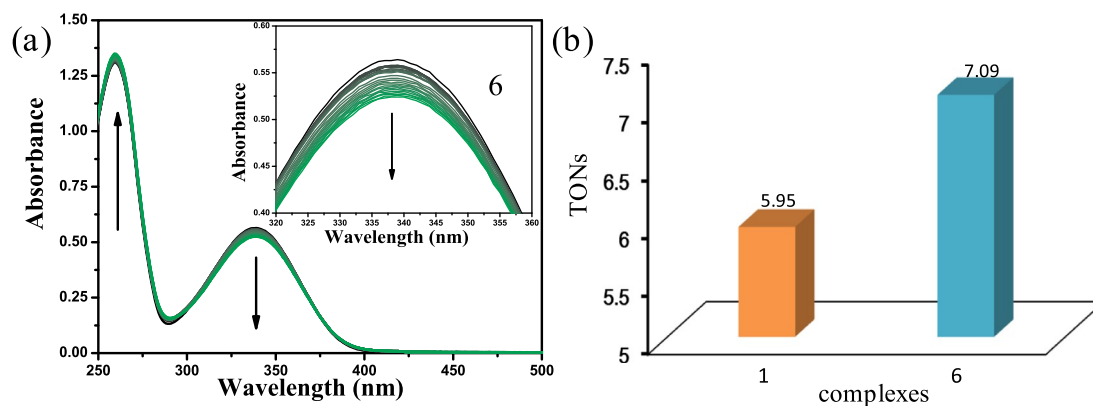 (a)
Absorbance
1.50
1.25
1.00
0.75
0.50
0.25
0.00
250 300 350 400 450 500
Wavelength (nm)
Absorbance
0.60
0.55
0.50
0.45
0.40
6
320 325 330 335 340 345 350 355 360
Wavelength (nm)
(b)
TONs
7.5
7
6.5
6
5.5
5
5.95
7.09
1 6
complexes